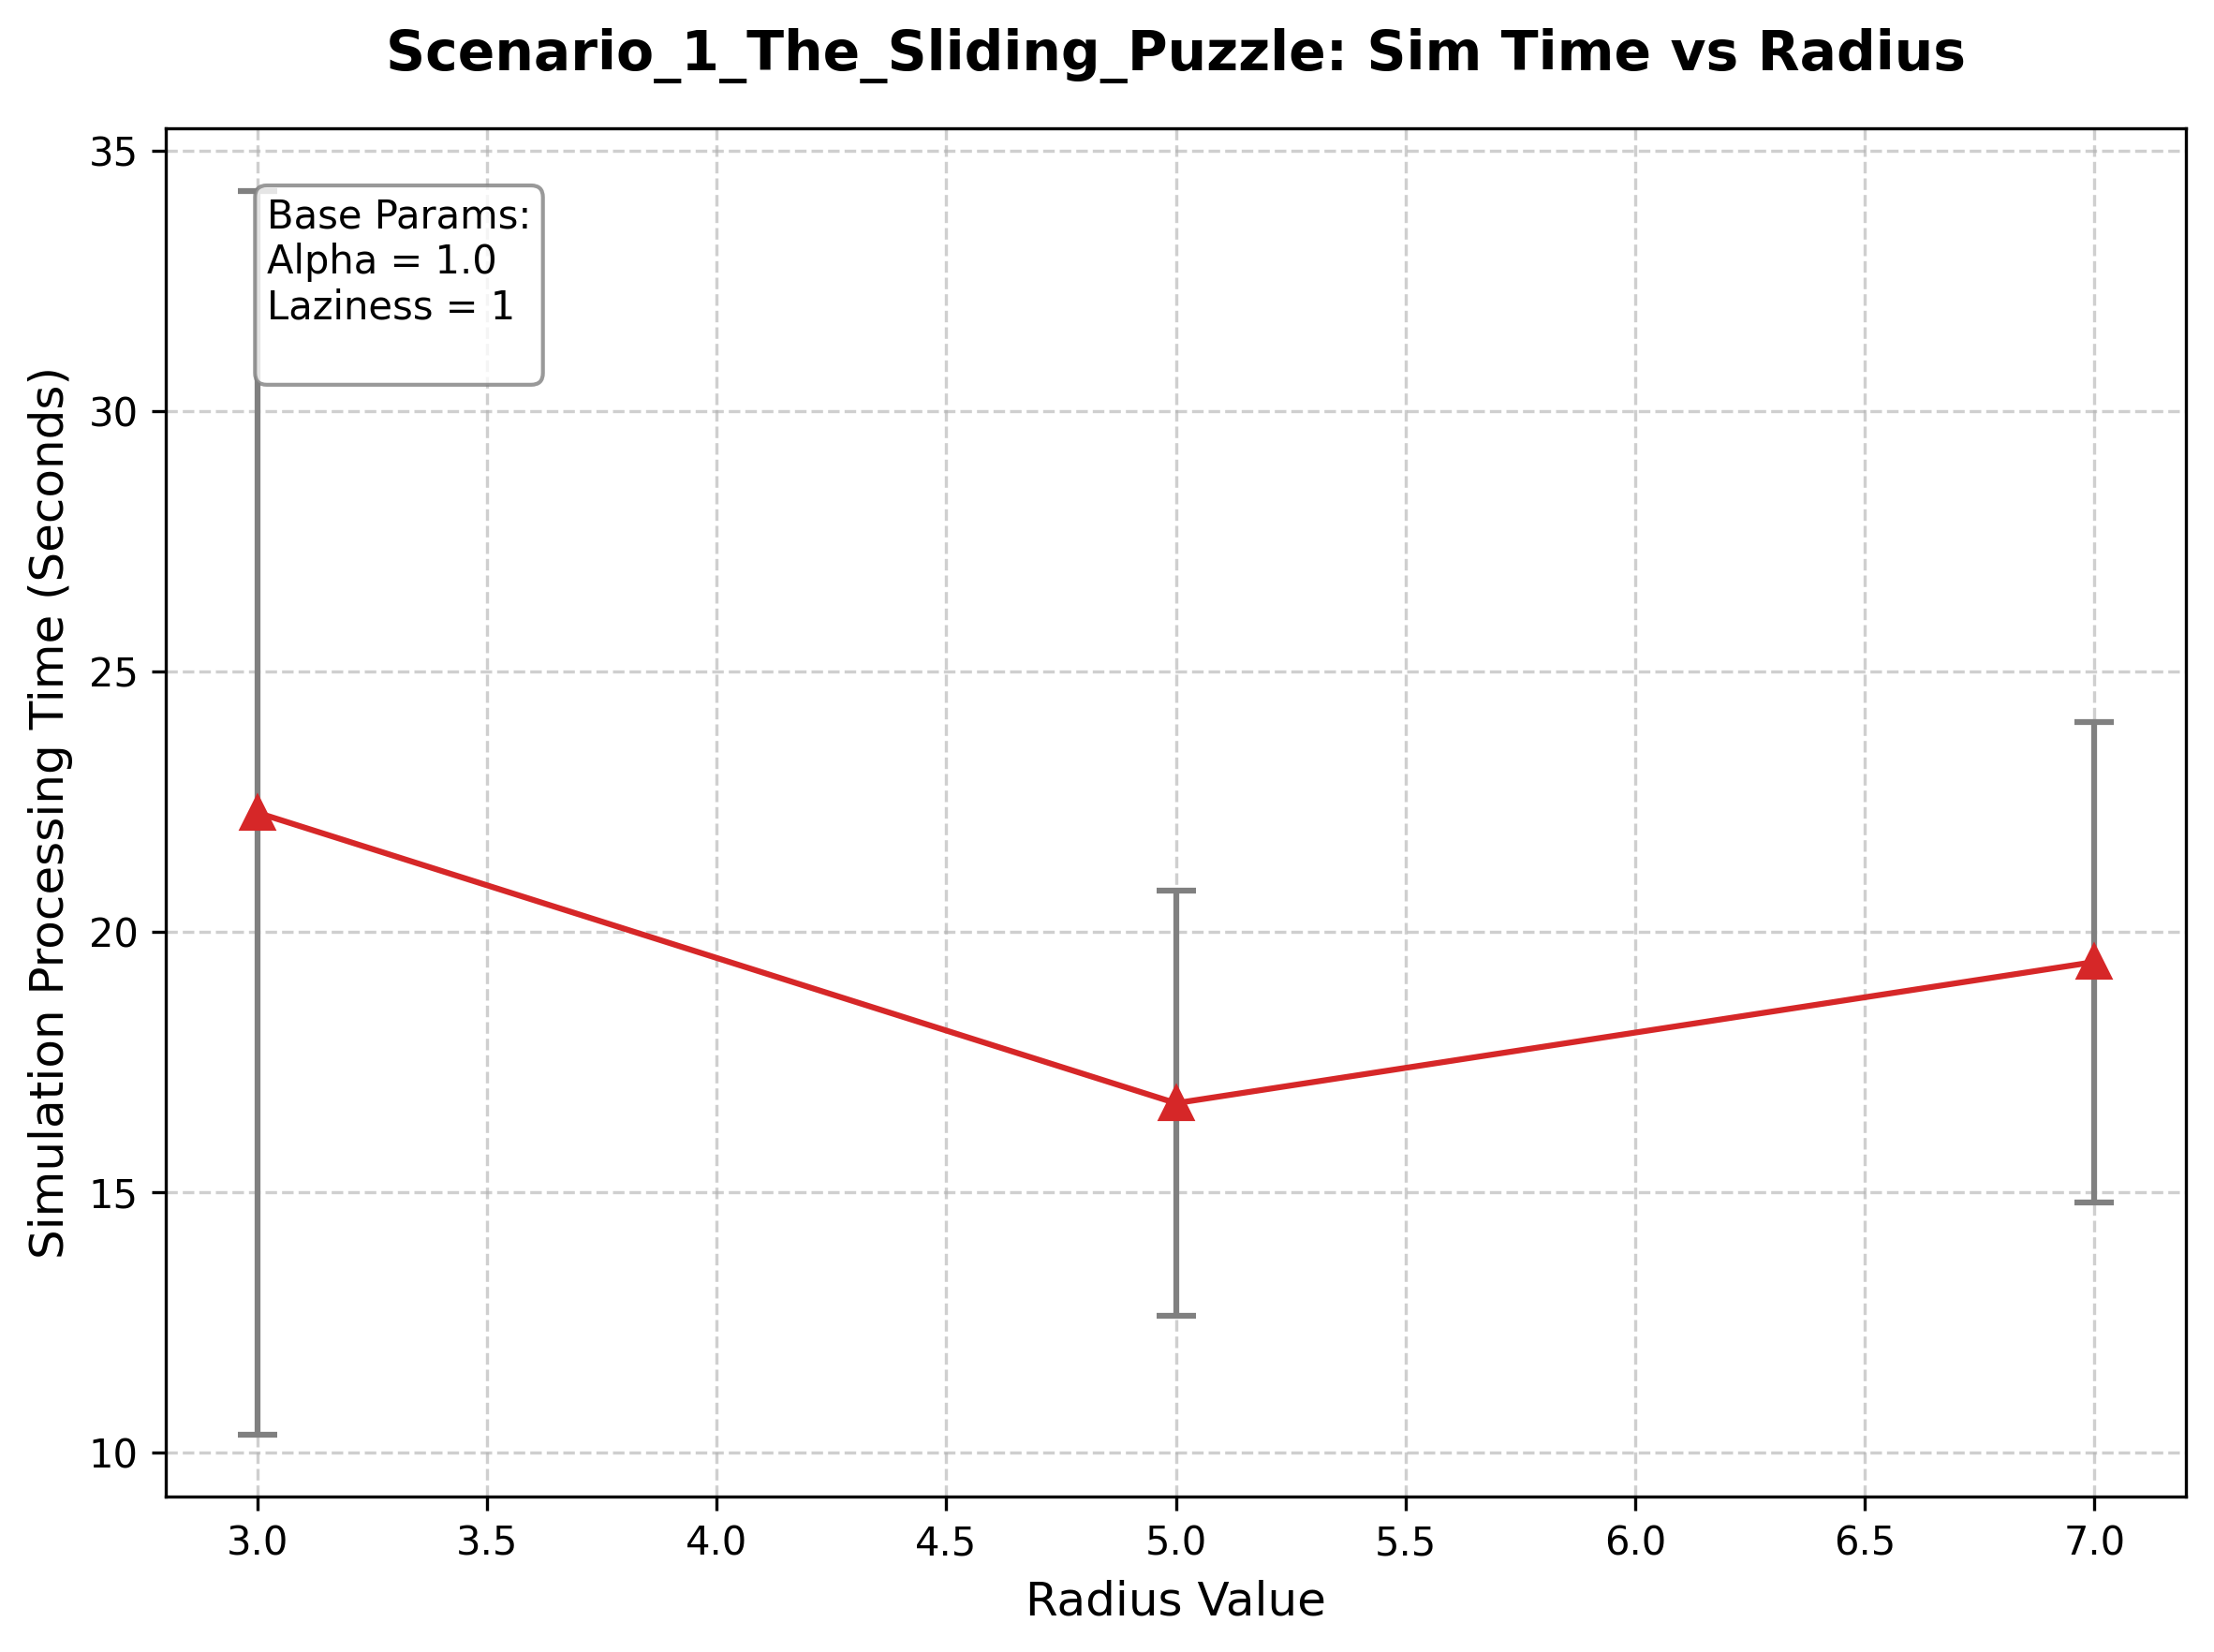 Scenario_1_The_Sliding_Puzzle: Sim Time vs Radius
Simulation Processing Time (Seconds)
35
30
25
20
15
10
Base Params:
Alpha = 1.0
Laziness = 1
3.0 3.5 4.0 4.5 5.0 5.5 6.0 6.5 7.0
Radius Value